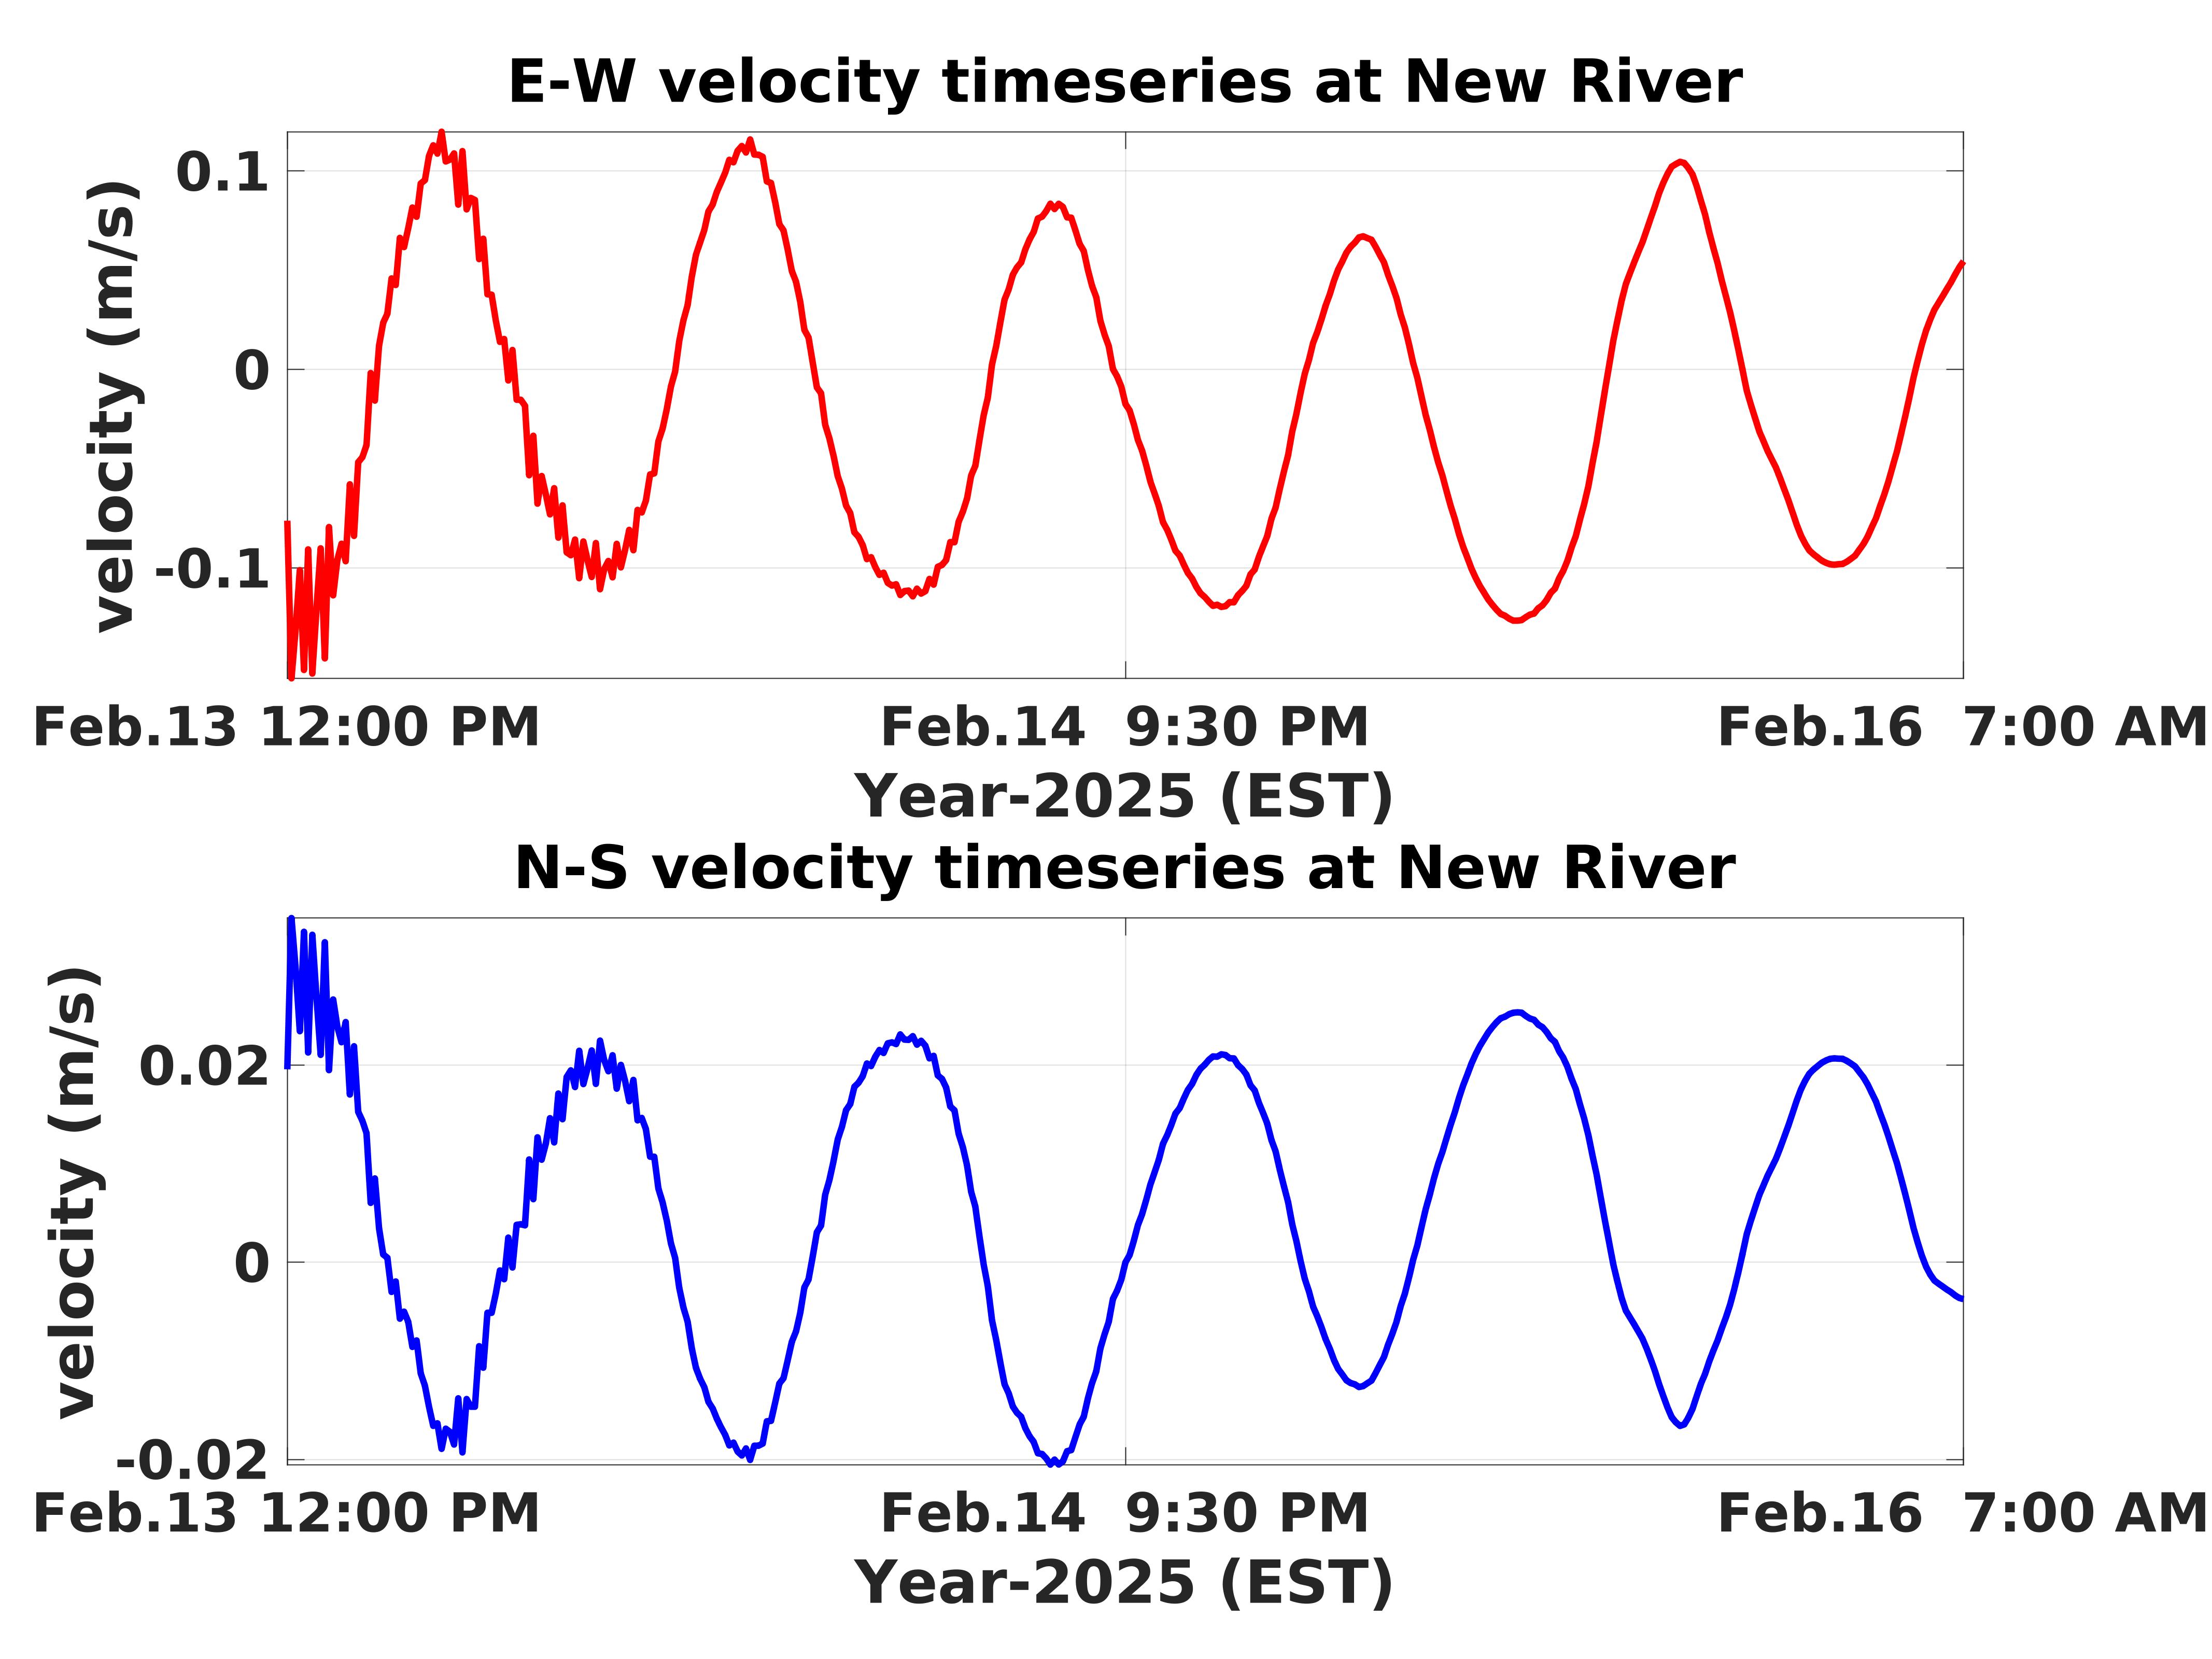 E-W velocity timeseries at New River
velocity (m/s)
0.1
0
-0.1
Feb.13 12:00 PM Feb.14 9:30 PM Feb.16 7:00 AM
Year-2025 (EST)
N-S velocity timeseries at New River
velocity (m/s)
0.02
0
-0.02
Feb.13 12:00 PM Feb.14 9:30 PM Feb.16 7:00 AM
Year-2025 (EST)